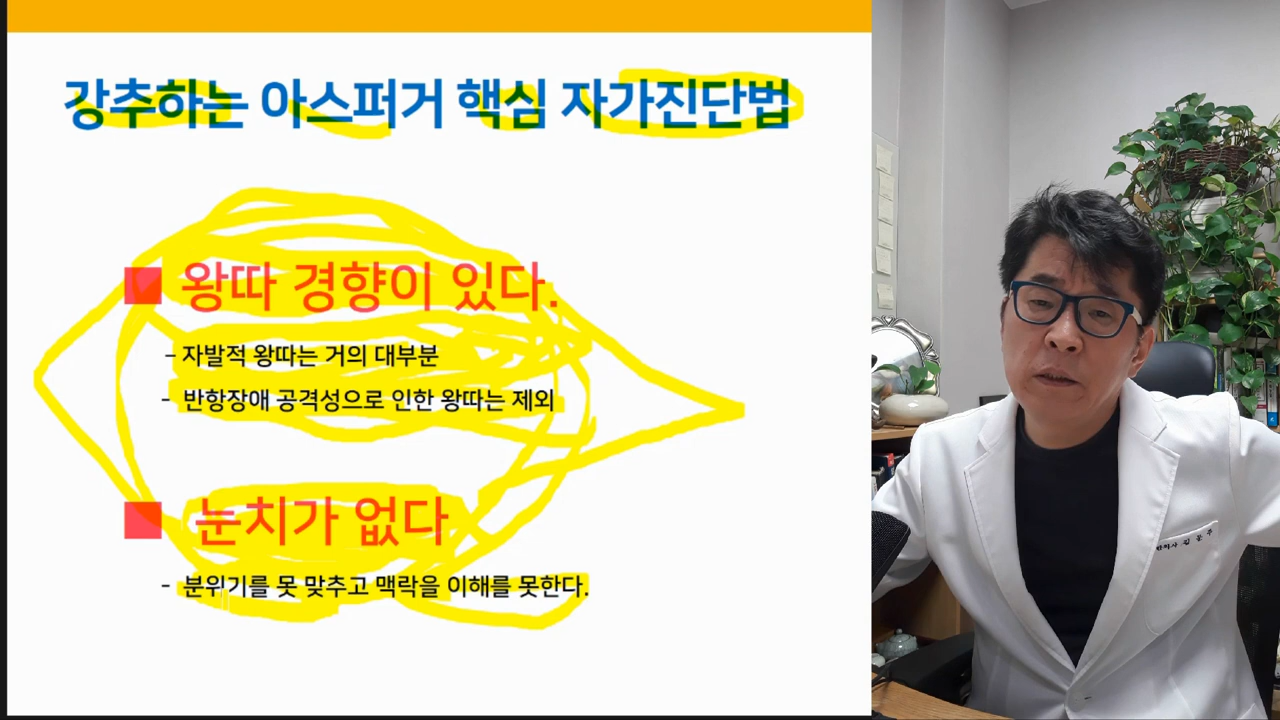 강추하는 아스퍼거 핵심 자가진단법
■ 왕따 경향이 있다.
- 자발적 왕따는 거의 대부분
- 반항장애 공격성으로 인한 왕따는 제외
■ 눈치가 없다
- 분위기를 못 맞추고 맥락을 이해를 못한다.